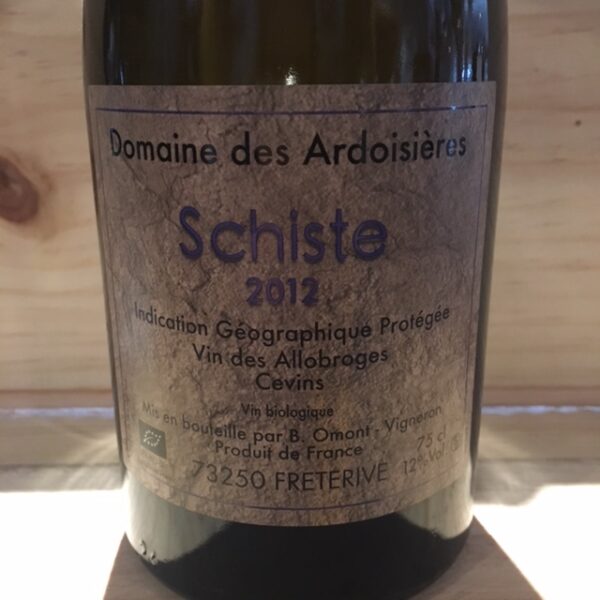 Domaine des Ardoisières
Schiste
2012
Indication Géographique Protégée
Vin des Allobroges
Cevins
Vin biologique
Mis en bouteille par B. Omont - Vigneron
Produit de France
75 cl
73250 FRETERIVE
12% Vol